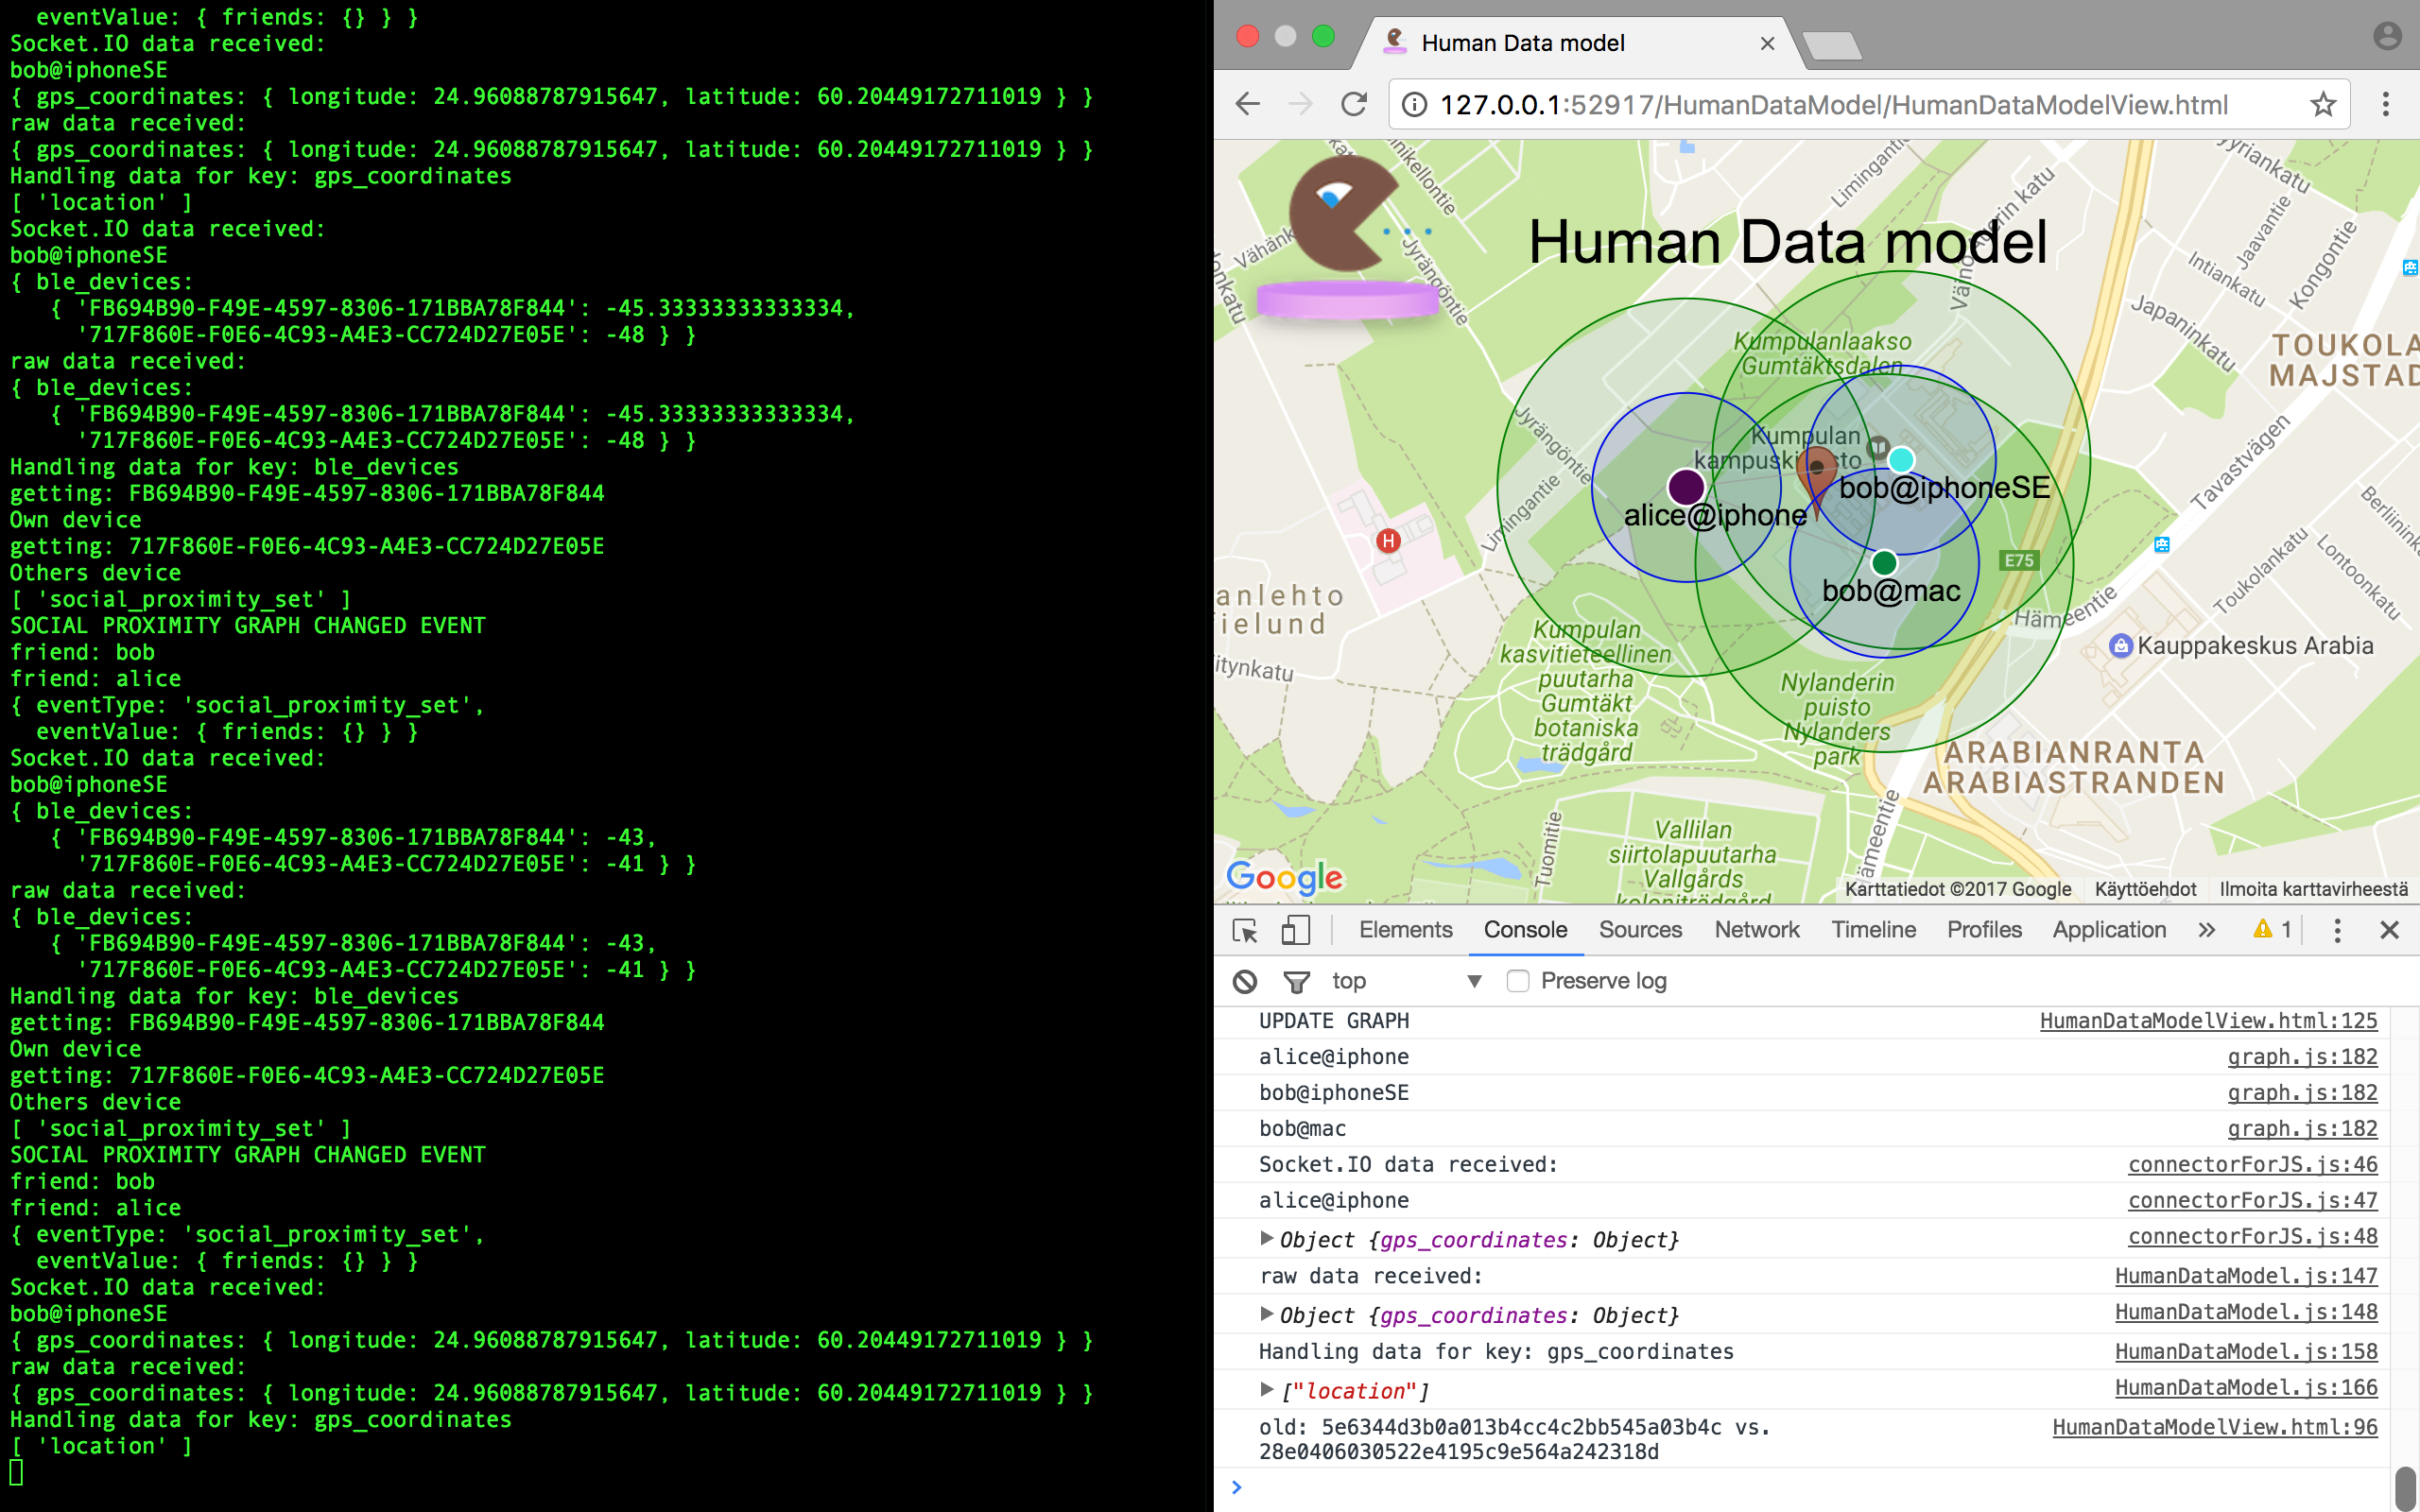 eventValue: { friends: {} } }
Socket.IO data received:
bob@iphoneSE
{ gps_coordinates: { longitude: 24.96088787915647, latitude: 60.20449172711019 } }
raw data received:
{ gps_coordinates: { longitude: 24.96088787915647, latitude: 60.20449172711019 } }
Handling data for key: gps_coordinates
[ 'location' ]
Socket.IO data received:
bob@iphoneSE
{ ble_devices:
{ 'FB694B90-F49E-4597-8306-171BBA78F844': -45.33333333333334,
'717F860E-F0E6-4C93-A4E3-CC724D27E05E': -48 } }
raw data received:
{ ble_devices:
{ 'FB694B90-F49E-4597-8306-171BBA78F844': -45.33333333333334,
'717F860E-F0E6-4C93-A4E3-CC724D27E05E': -48 } }
Handling data for key: ble_devices
getting: FB694B90-F49E-4597-8306-171BBA78F844
Own device
getting: 717F860E-F0E6-4C93-A4E3-CC724D27E05E
Others device
[ 'social_proximity_set' ]
SOCIAL PROXIMITY GRAPH CHANGED EVENT
friend: bob
friend: alice
{ eventType: 'social_proximity_set',
eventValue: { friends: {} } }
Socket.IO data received:
bob@iphoneSE
{ ble_devices:
{ 'FB694B90-F49E-4597-8306-171BBA78F844': -43,
'717F860E-F0E6-4C93-A4E3-CC724D27E05E': -41 } }
raw data received:
{ ble_devices:
{ 'FB694B90-F49E-4597-8306-171BBA78F844': -43,
'717F860E-F0E6-4C93-A4E3-CC724D27E05E': -41 } }
Handling data for key: ble_devices
getting: FB694B90-F49E-4597-8306-171BBA78F844
Own device
getting: 717F860E-F0E6-4C93-A4E3-CC724D27E05E
Others device
[ 'social_proximity_set' ]
SOCIAL PROXIMITY GRAPH CHANGED EVENT
friend: bob
friend: alice
{ eventType: 'social_proximity_set',
eventValue: { friends: {} } }
Socket.IO data received:
bob@iphoneSE
{ gps_coordinates: { longitude: 24.96088787915647, latitude: 60.20449172711019 } }
raw data received:
{ gps_coordinates: { longitude: 24.96088787915647, latitude: 60.20449172711019 } }
Handling data for key: gps_coordinates
[ 'location' ]
Human Data model
127.0.0.1:52917/HumanDataModel/HumanDataModelView.html
Human Data model
Limingantie
Jyrängöntie
Intiankatu
Jaavantie
Kongontie
Japaninkatu
TOUKOLA
MAJSTAD
Kumpulanlaakso
Gumtäktsdalen
Jyrängöntie
Limingantie
Kumpulan
alice@iphone
bob@iphoneSE
bob@mac
H
E75
Tavastvägen
Toukolankatu
Lontoonkatu
Hämeentie
Kauppakeskus Arabia
Kumpulan
kasvitieteellinen
puutarha
Gumtäkt
botaniska
trädgård
Nylanderin
puisto
Nylanders
park
ARABIANRANTA
ARABIASTRANDEN
Tuomitie
Vallilan
siirtolapuutarha
Vallgårds
koloniträdgård
Google
Karttatiedot ©2017 Google Käyttöehdot Ilmoita karttavirheestä
Elements Console Sources Network Timeline Profiles Application » 1
top Preserve log
UPDATE GRAPH HumanDataModelView.html:125
alice@iphone graph.js:182
bob@iphoneSE graph.js:182
bob@mac graph.js:182
Socket.IO data received: connectorForJS.js:46
alice@iphone connectorForJS.js:47
Object {gps_coordinates: Object} connectorForJS.js:48
raw data received: HumanDataModel.js:147
Object {gps_coordinates: Object} HumanDataModel.js:148
Handling data for key: gps_coordinates HumanDataModel.js:158
["location"] HumanDataModel.js:166
old: 5e6344d3b0a013b4cc4c2bb545a03b4c vs. HumanDataModelView.html:96
28e0406030522e4195c9e564a242318d